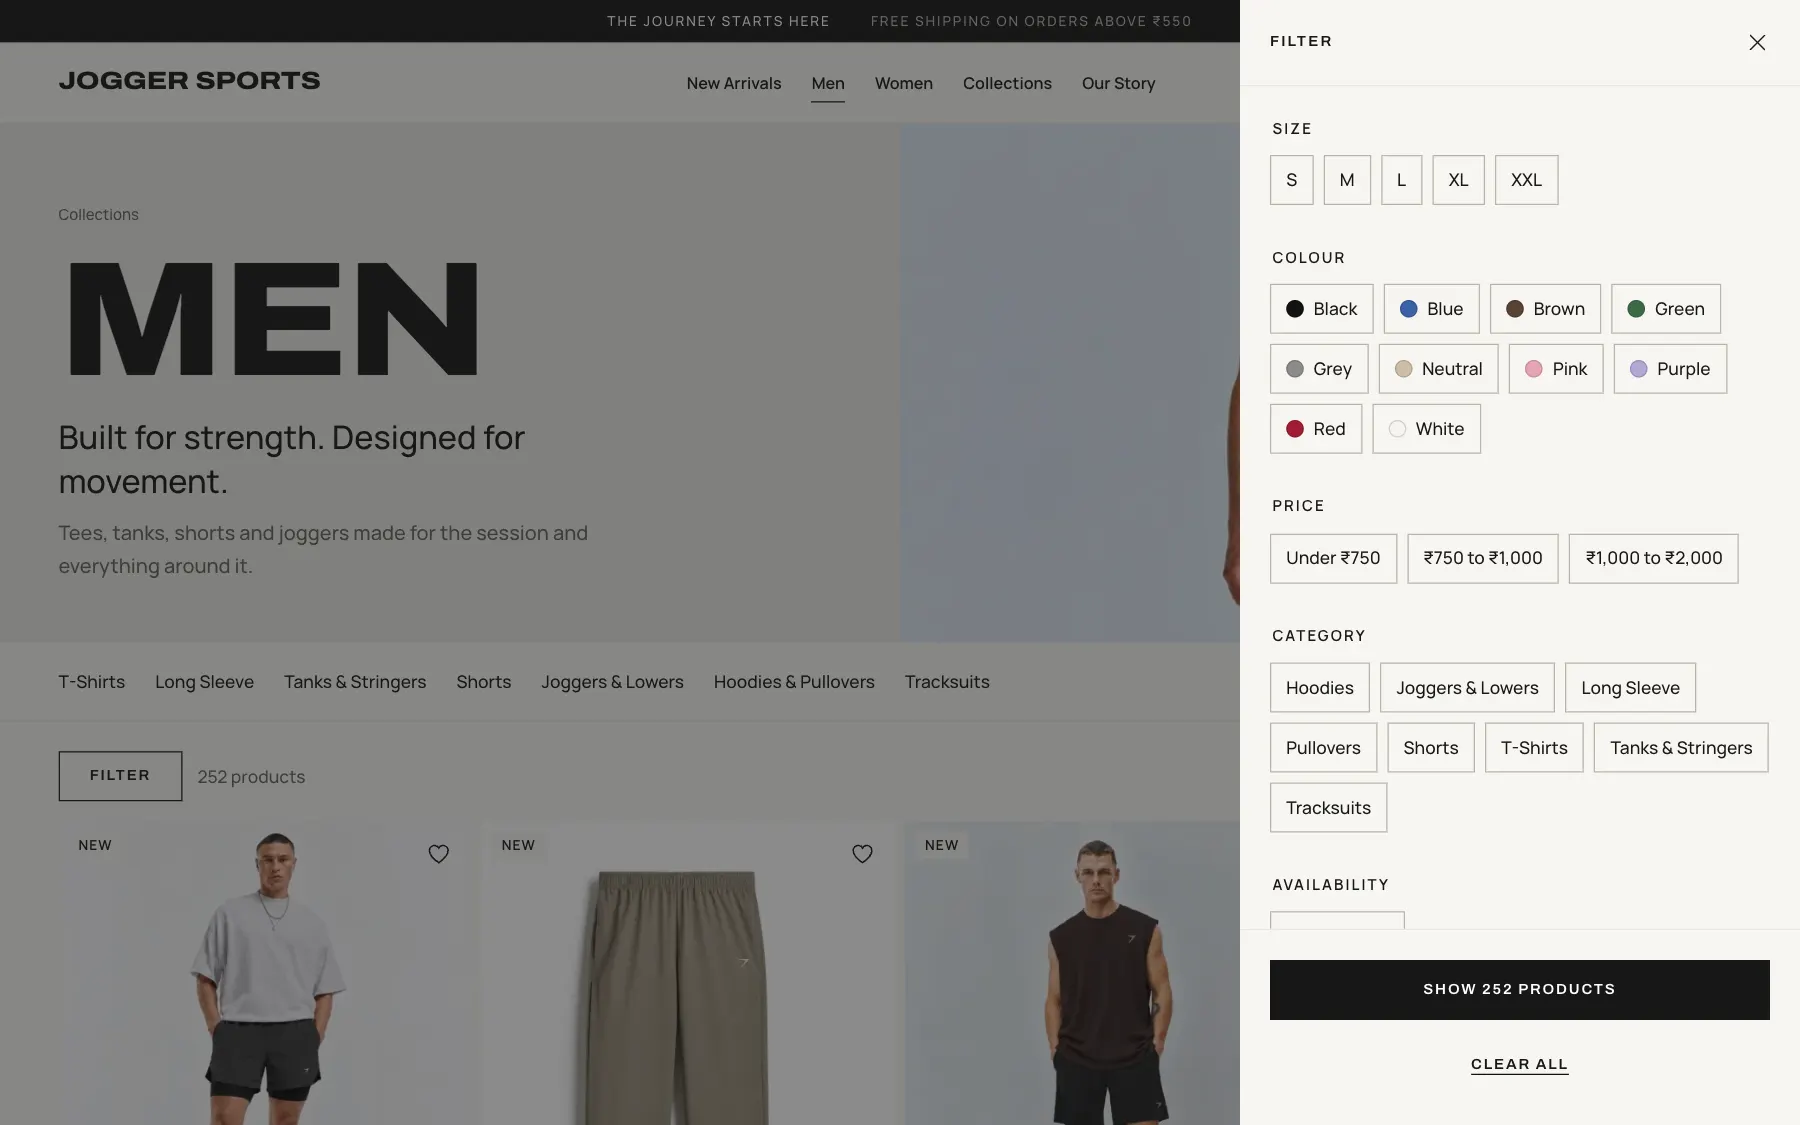 THE JOURNEY STARTS HERE FREE SHIPPING ON ORDERS ABOVE ₹550
JOGGER SPORTS
New Arrivals Men Women Collections Our Story
Collections
MEN
Built for strength. Designed for
movement.
Tees, tanks, shorts and joggers made for the session and
everything around it.
T-Shirts Long Sleeve Tanks & Stringers Shorts Joggers & Lowers Hoodies & Pullovers Tracksuits
FILTER 252 products
NEW NEW NEW
FILTER
SIZE
S M L XL XXL
COLOUR
Black Blue Brown Green
Grey Neutral Pink Purple
Red White
PRICE
Under ₹750 ₹750 to ₹1,000 ₹1,000 to ₹2,000
CATEGORY
Hoodies Joggers & Lowers Long Sleeve
Pullovers Shorts T-Shirts Tanks & Stringers
Tracksuits
AVAILABILITY
SHOW 252 PRODUCTS
CLEAR ALL